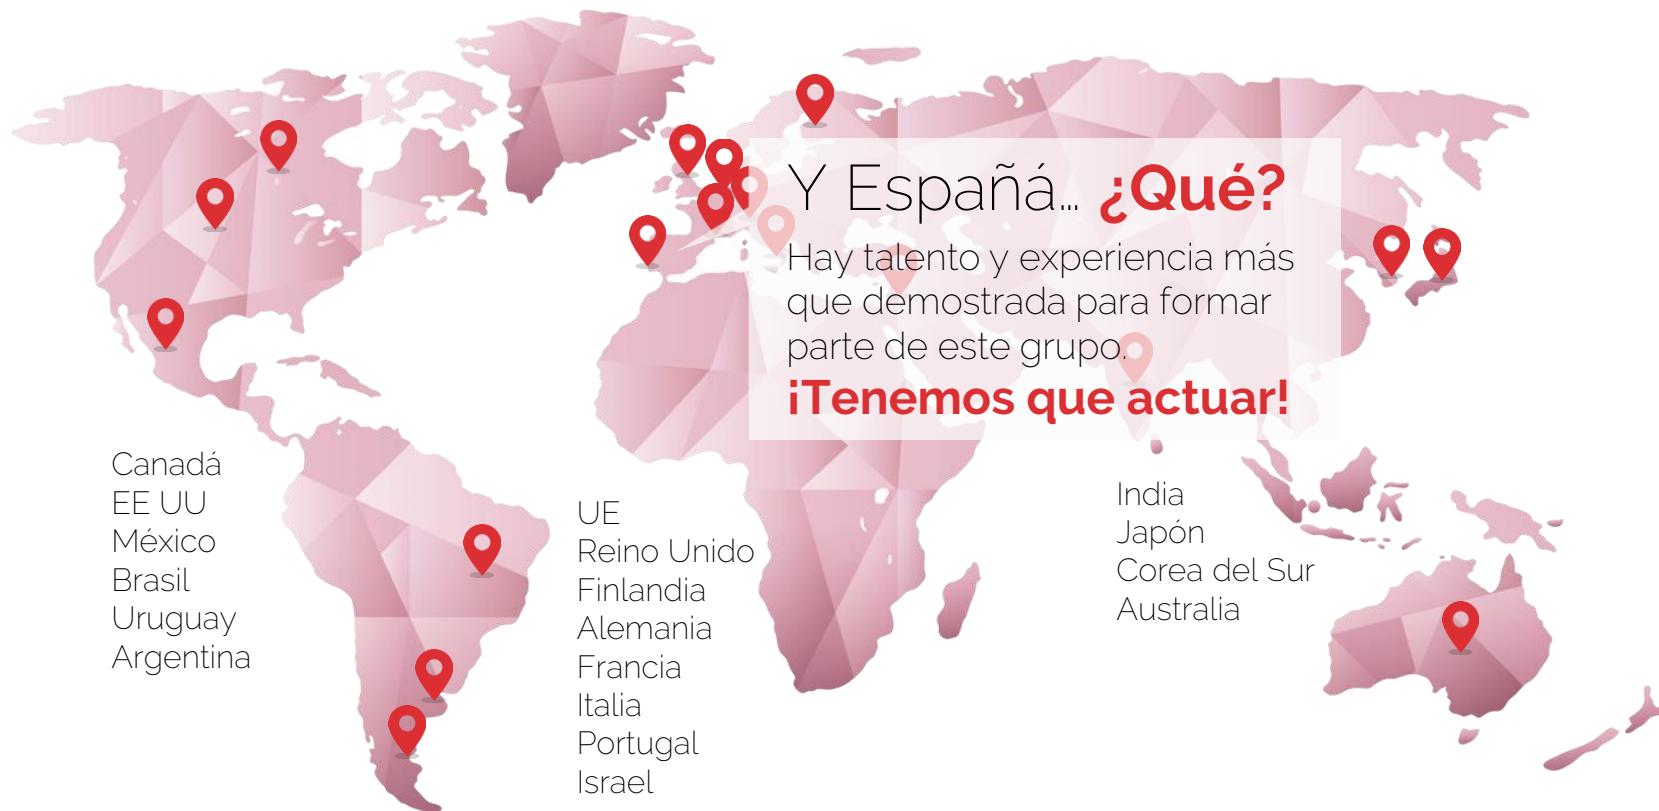 Y Españá... ¿Qué?
Hay talento y experiencia más
que demostrada para formar
parte de este grupo.
¡Tenemos que actuar!
Canadá
EE UU
México
Brasil
Uruguay
Argentina
UE
Reino Unido
Finlandia
Alemania
Francia
Italia
Portugal
Israel
India
Japón
Corea del Sur
Australia